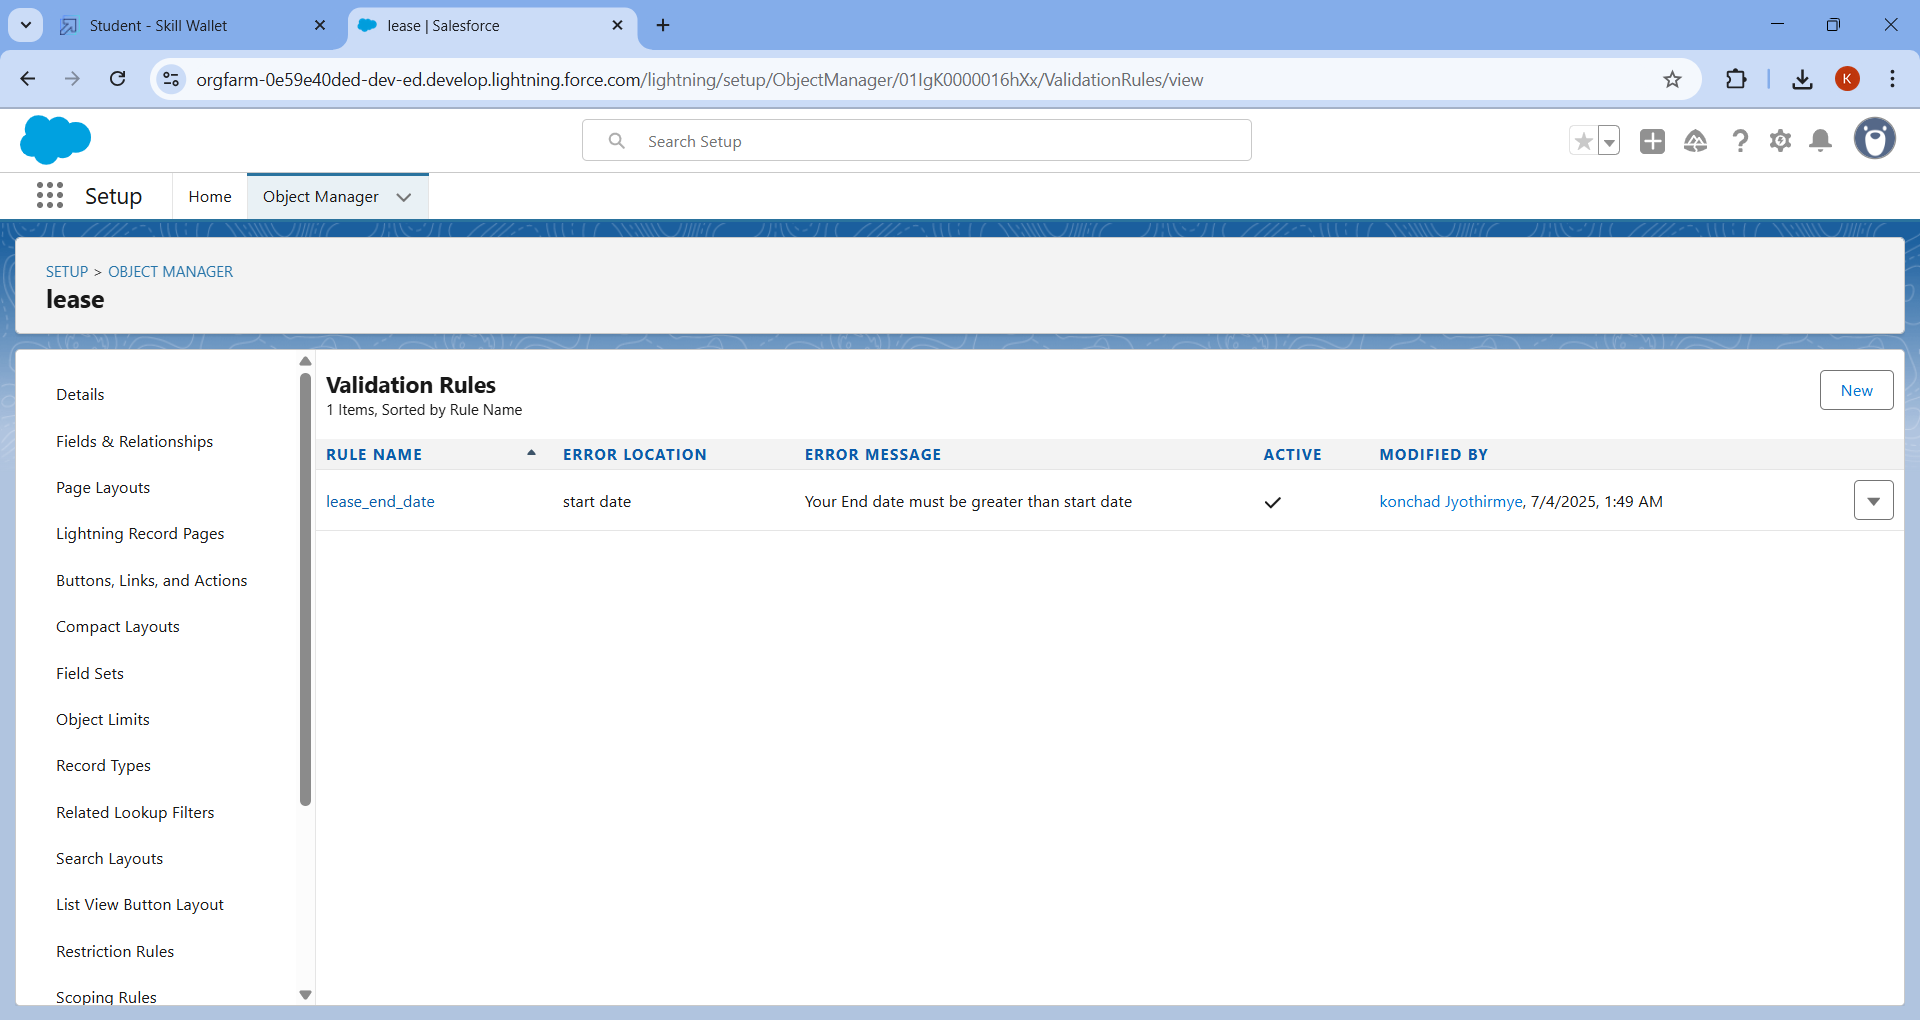 Student - Skill Wallet
lease | Salesforce
orgfarm-0e59e40ded-dev-ed.develop.lightning.force.com/lightning/setup/ObjectManager/01IgK0000016hXx/ValidationRules/view
K
Search Setup
Setup
Home
Object Manager
SETUP > OBJECT MANAGER
lease
Details
Fields & Relationships
Page Layouts
Lightning Record Pages
Buttons, Links, and Actions
Compact Layouts
Field Sets
Object Limits
Record Types
Related Lookup Filters
Search Layouts
List View Button Layout
Restriction Rules
Scoping Rules
Validation Rules
1 Items, Sorted by Rule Name
New
RULE NAME ERROR LOCATION ERROR MESSAGE ACTIVE MODIFIED BY
lease_end_date start date Your End date must be greater than start date konchad Jyothirmye, 7/4/2025, 1:49 AM